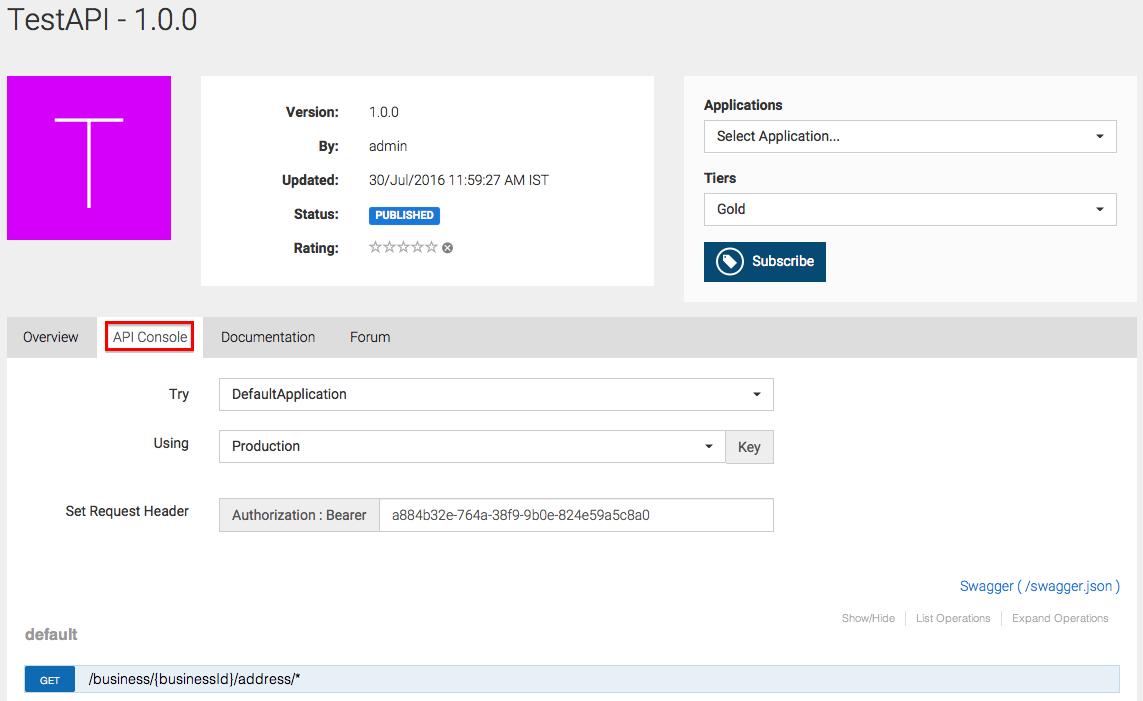 TestAPI - 1.0.0
T
Version: 1.0.0
By: admin
Updated: 30/Jul/2016 11:59:27 AM IST
Status: PUBLISHED
Rating:
Applications
Select Application...
Tiers
Gold
Subscribe
Overview API Console Documentation Forum
Try DefaultApplication
Using Production Key
Set Request Header Authorization : Bearer a884b32e-764a-38f9-9b0e-824e59a5c8a0
Swagger ( /swagger.json )
Show/Hide List Operations Expand Operations
default
GET /business/{businessId}/address/*